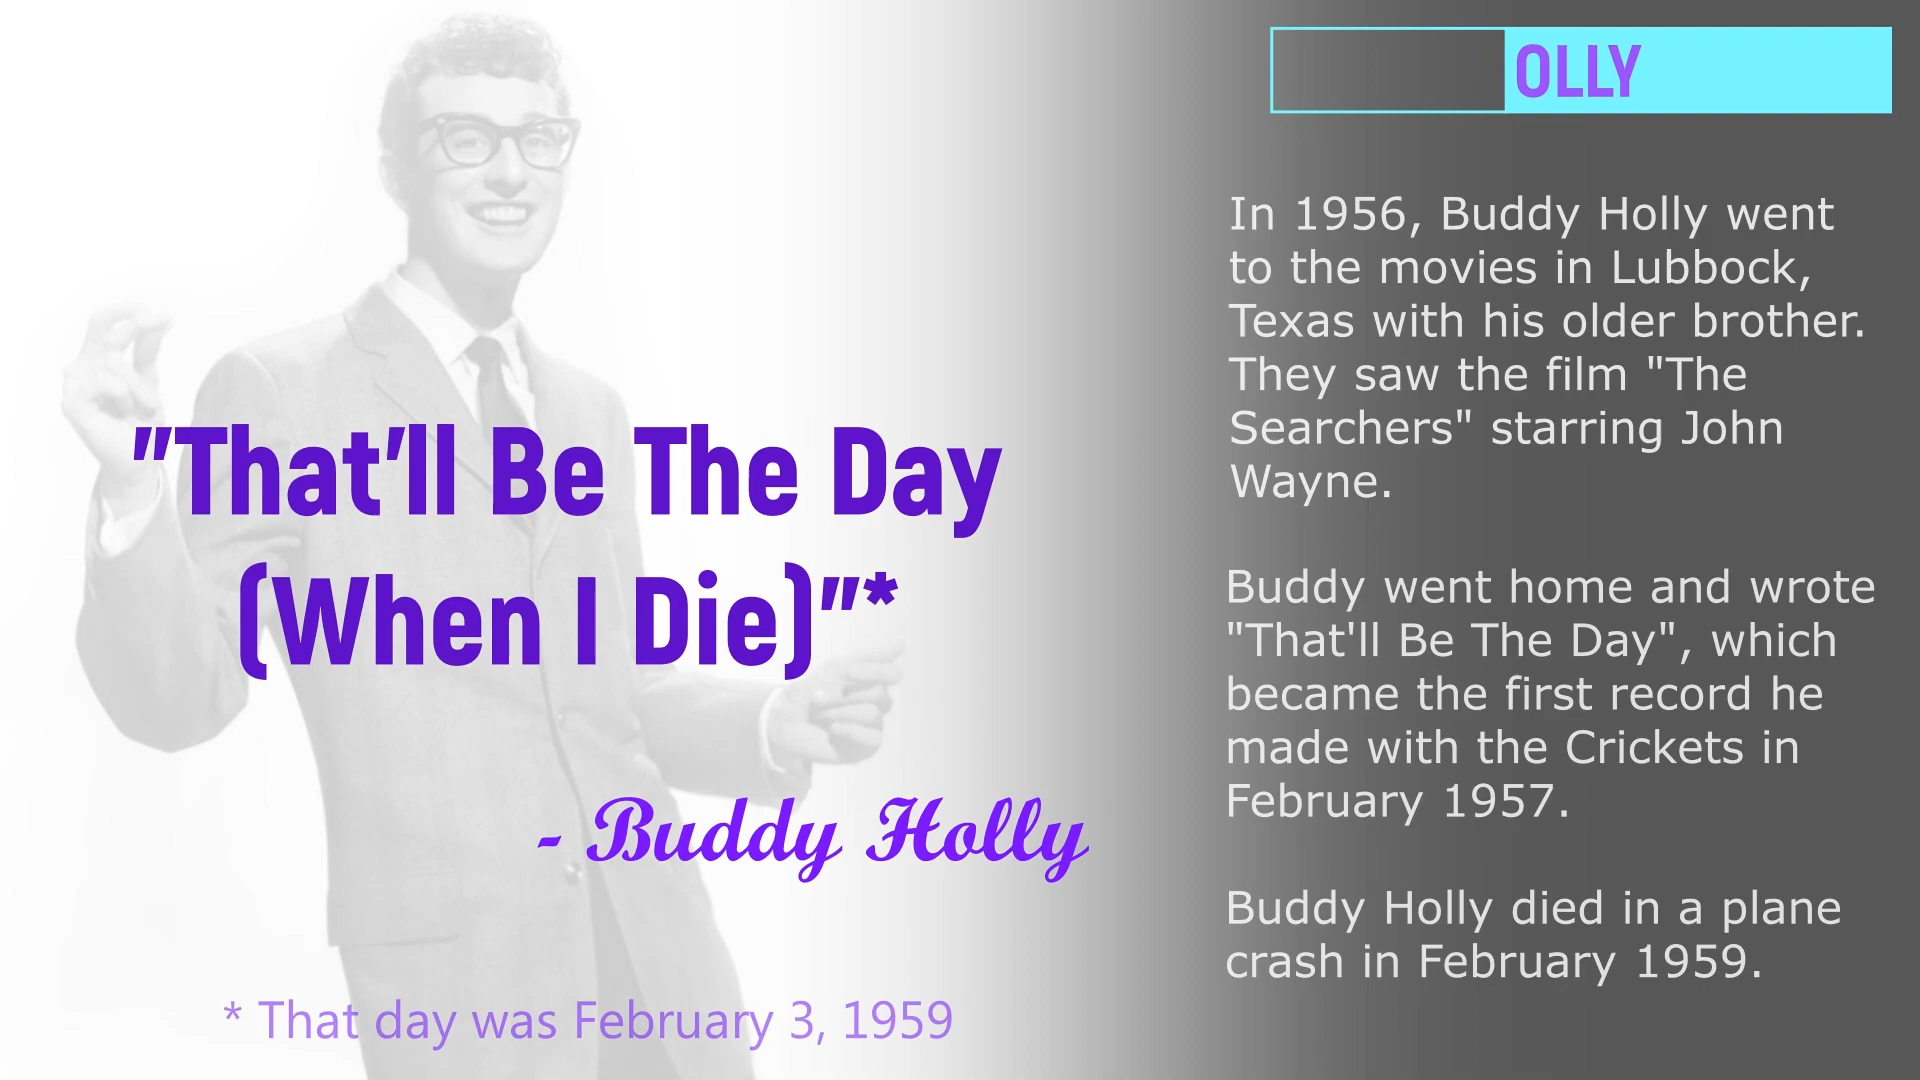 "That'll Be The Day
(When I Die)"*
- Buddy Holly
* That day was February 3, 1959
OLLY
In 1956, Buddy Holly went
to the movies in Lubbock,
Texas with his older brother.
They saw the film "The
Searchers" starring John
Wayne.
Buddy went home and wrote
"That'll Be The Day", which
became the first record he
made with the Crickets in
February 1957.
Buddy Holly died in a plane
crash in February 1959.